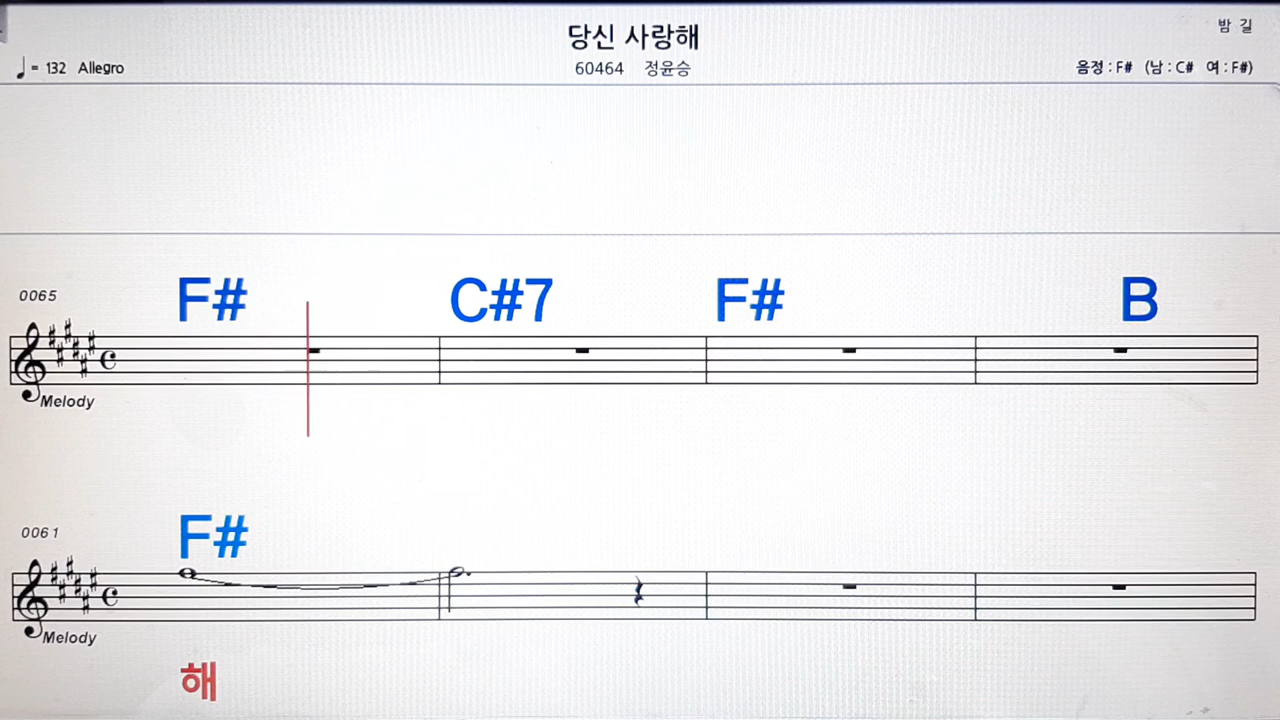 당신 사랑해
밤 길
♩= 132 Allegro
60464 정윤승
음정 : F# (남 : C# 여 : F#)
0065
F# C#7 F# B
Melody
0061
F#
Melody
해